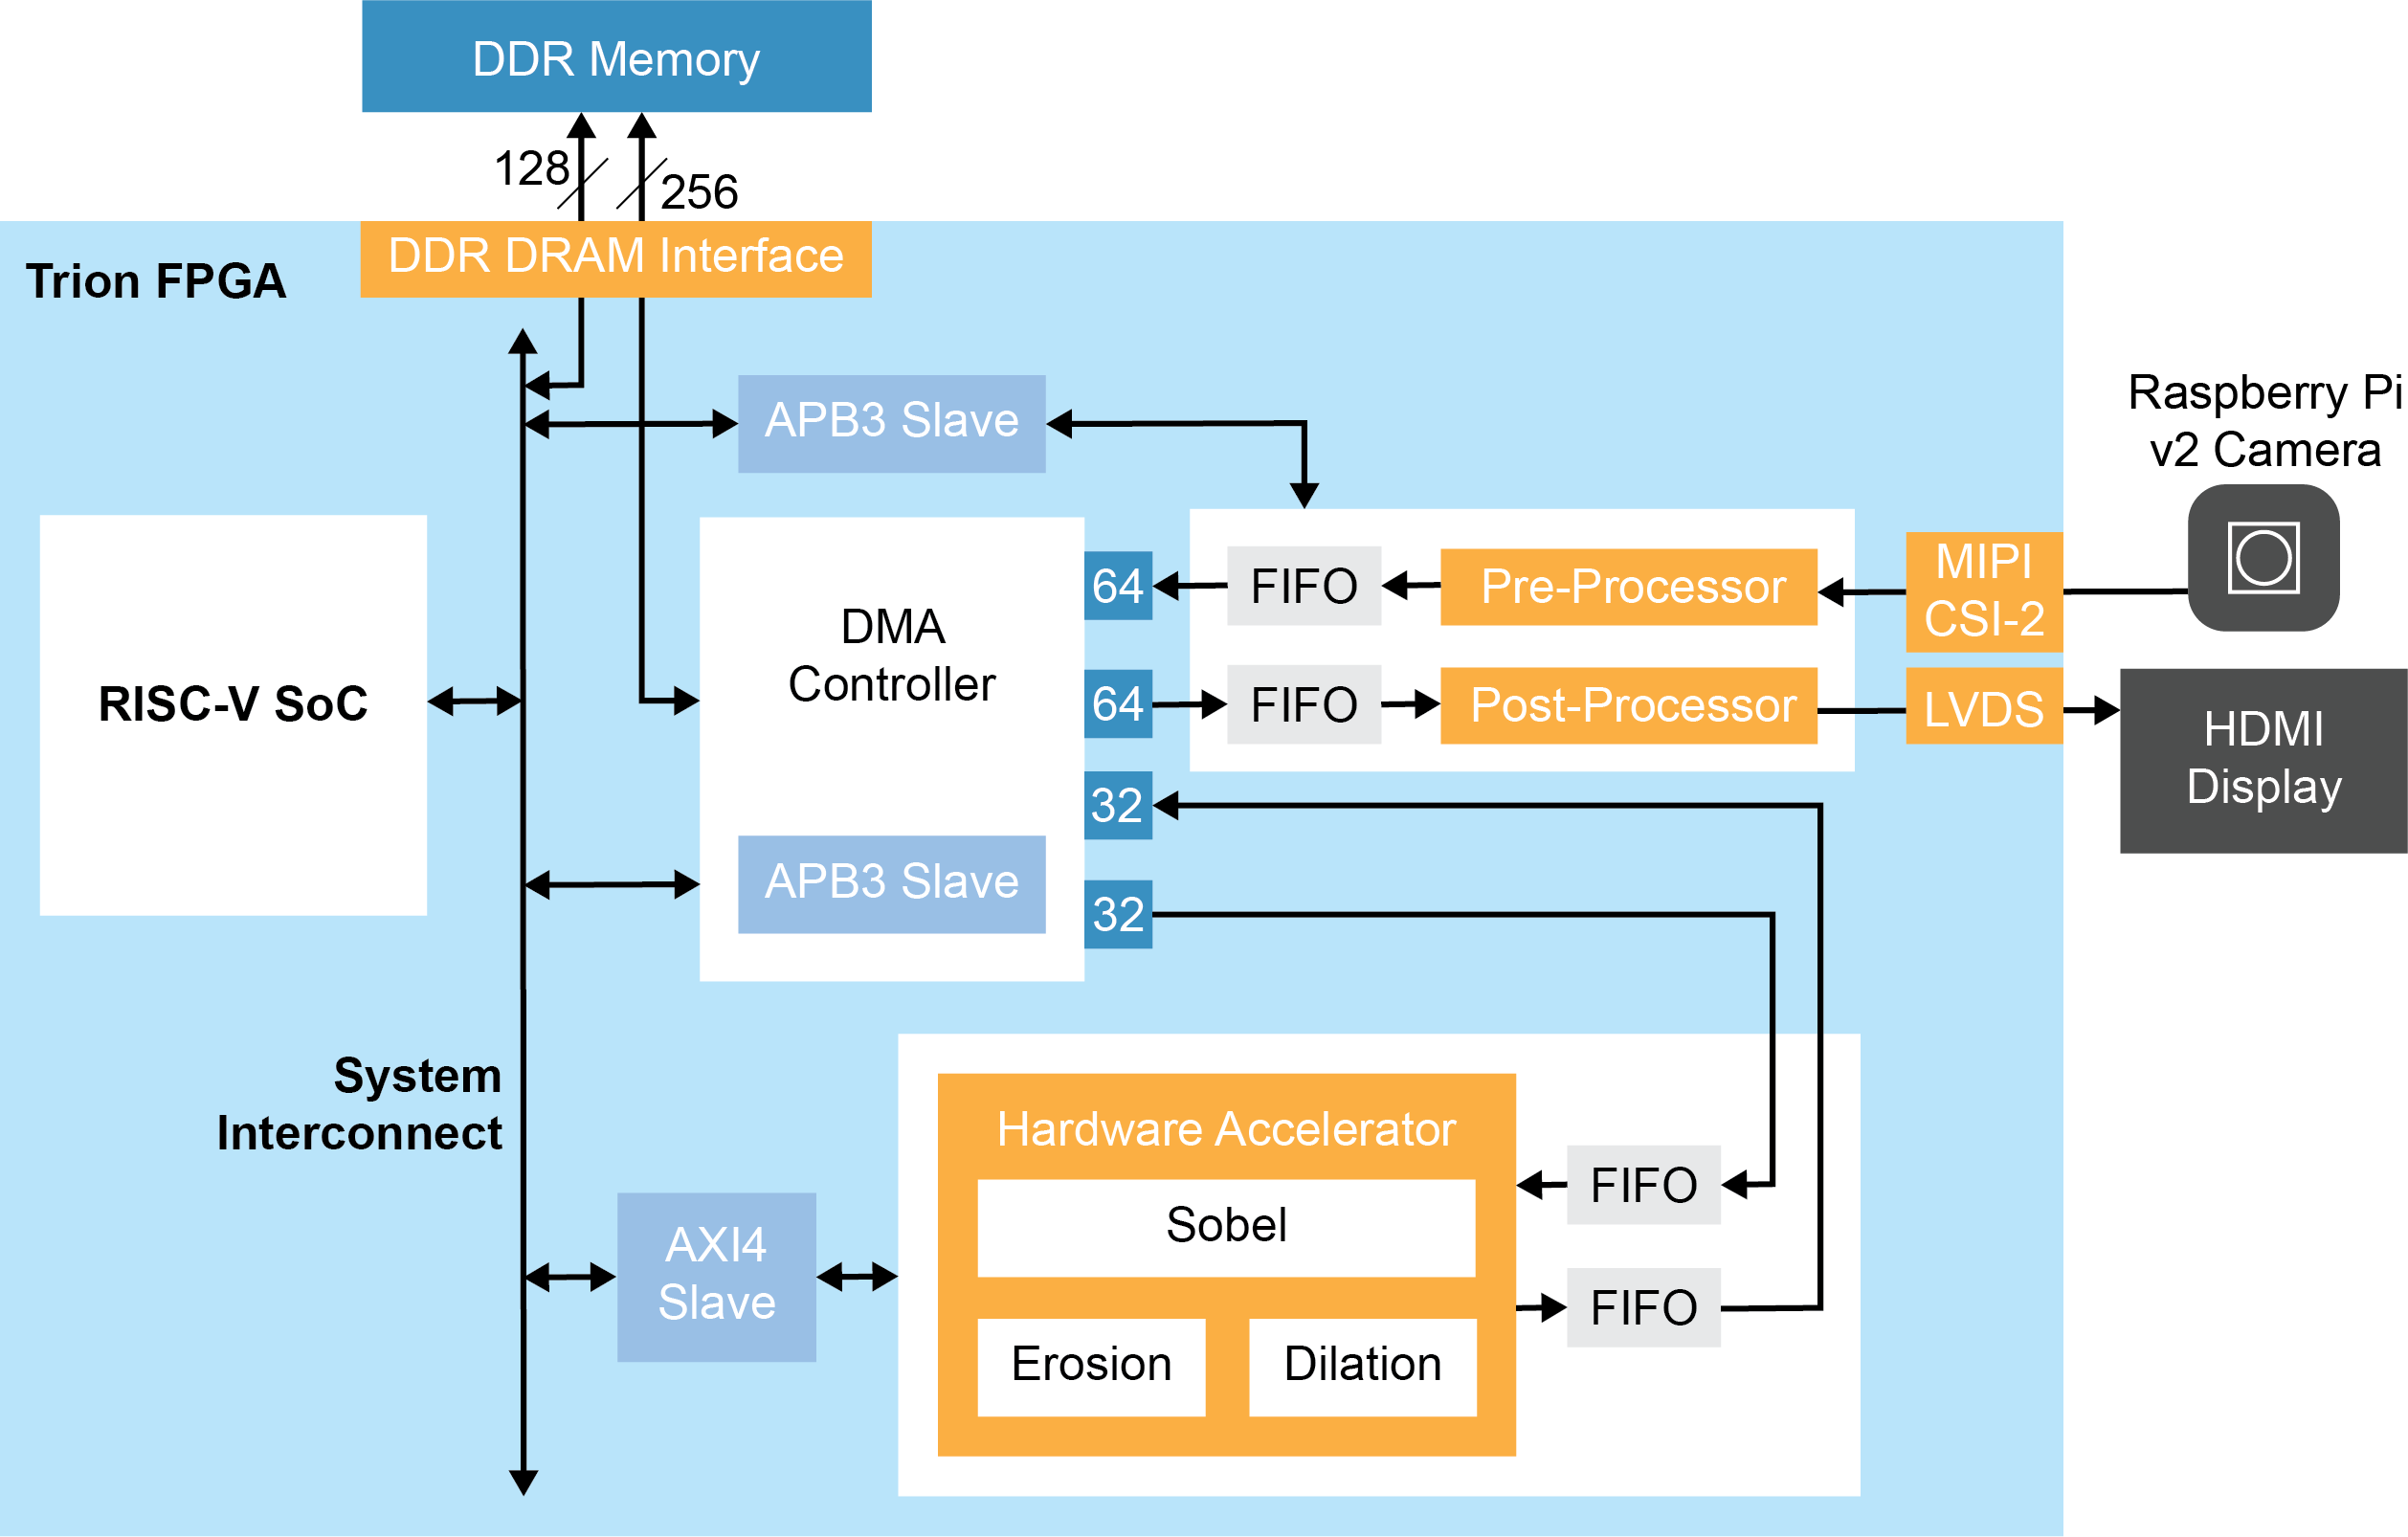 DDR Memory
128
256
DDR DRAM Interface
Trion FPGA
APB3 Slave
Raspberry Pi
v2 Camera
RISC-V SoC
DMA
Controller
64
FIFO
Pre-Processor
MIPI
CSI-2
64
FIFO
Post-Processor
LVDS
HDMI
Display
32
APB3 Slave
32
System
Interconnect
Hardware Accelerator
Sobel
Erosion
Dilation
FIFO
FIFO
AXI4
Slave